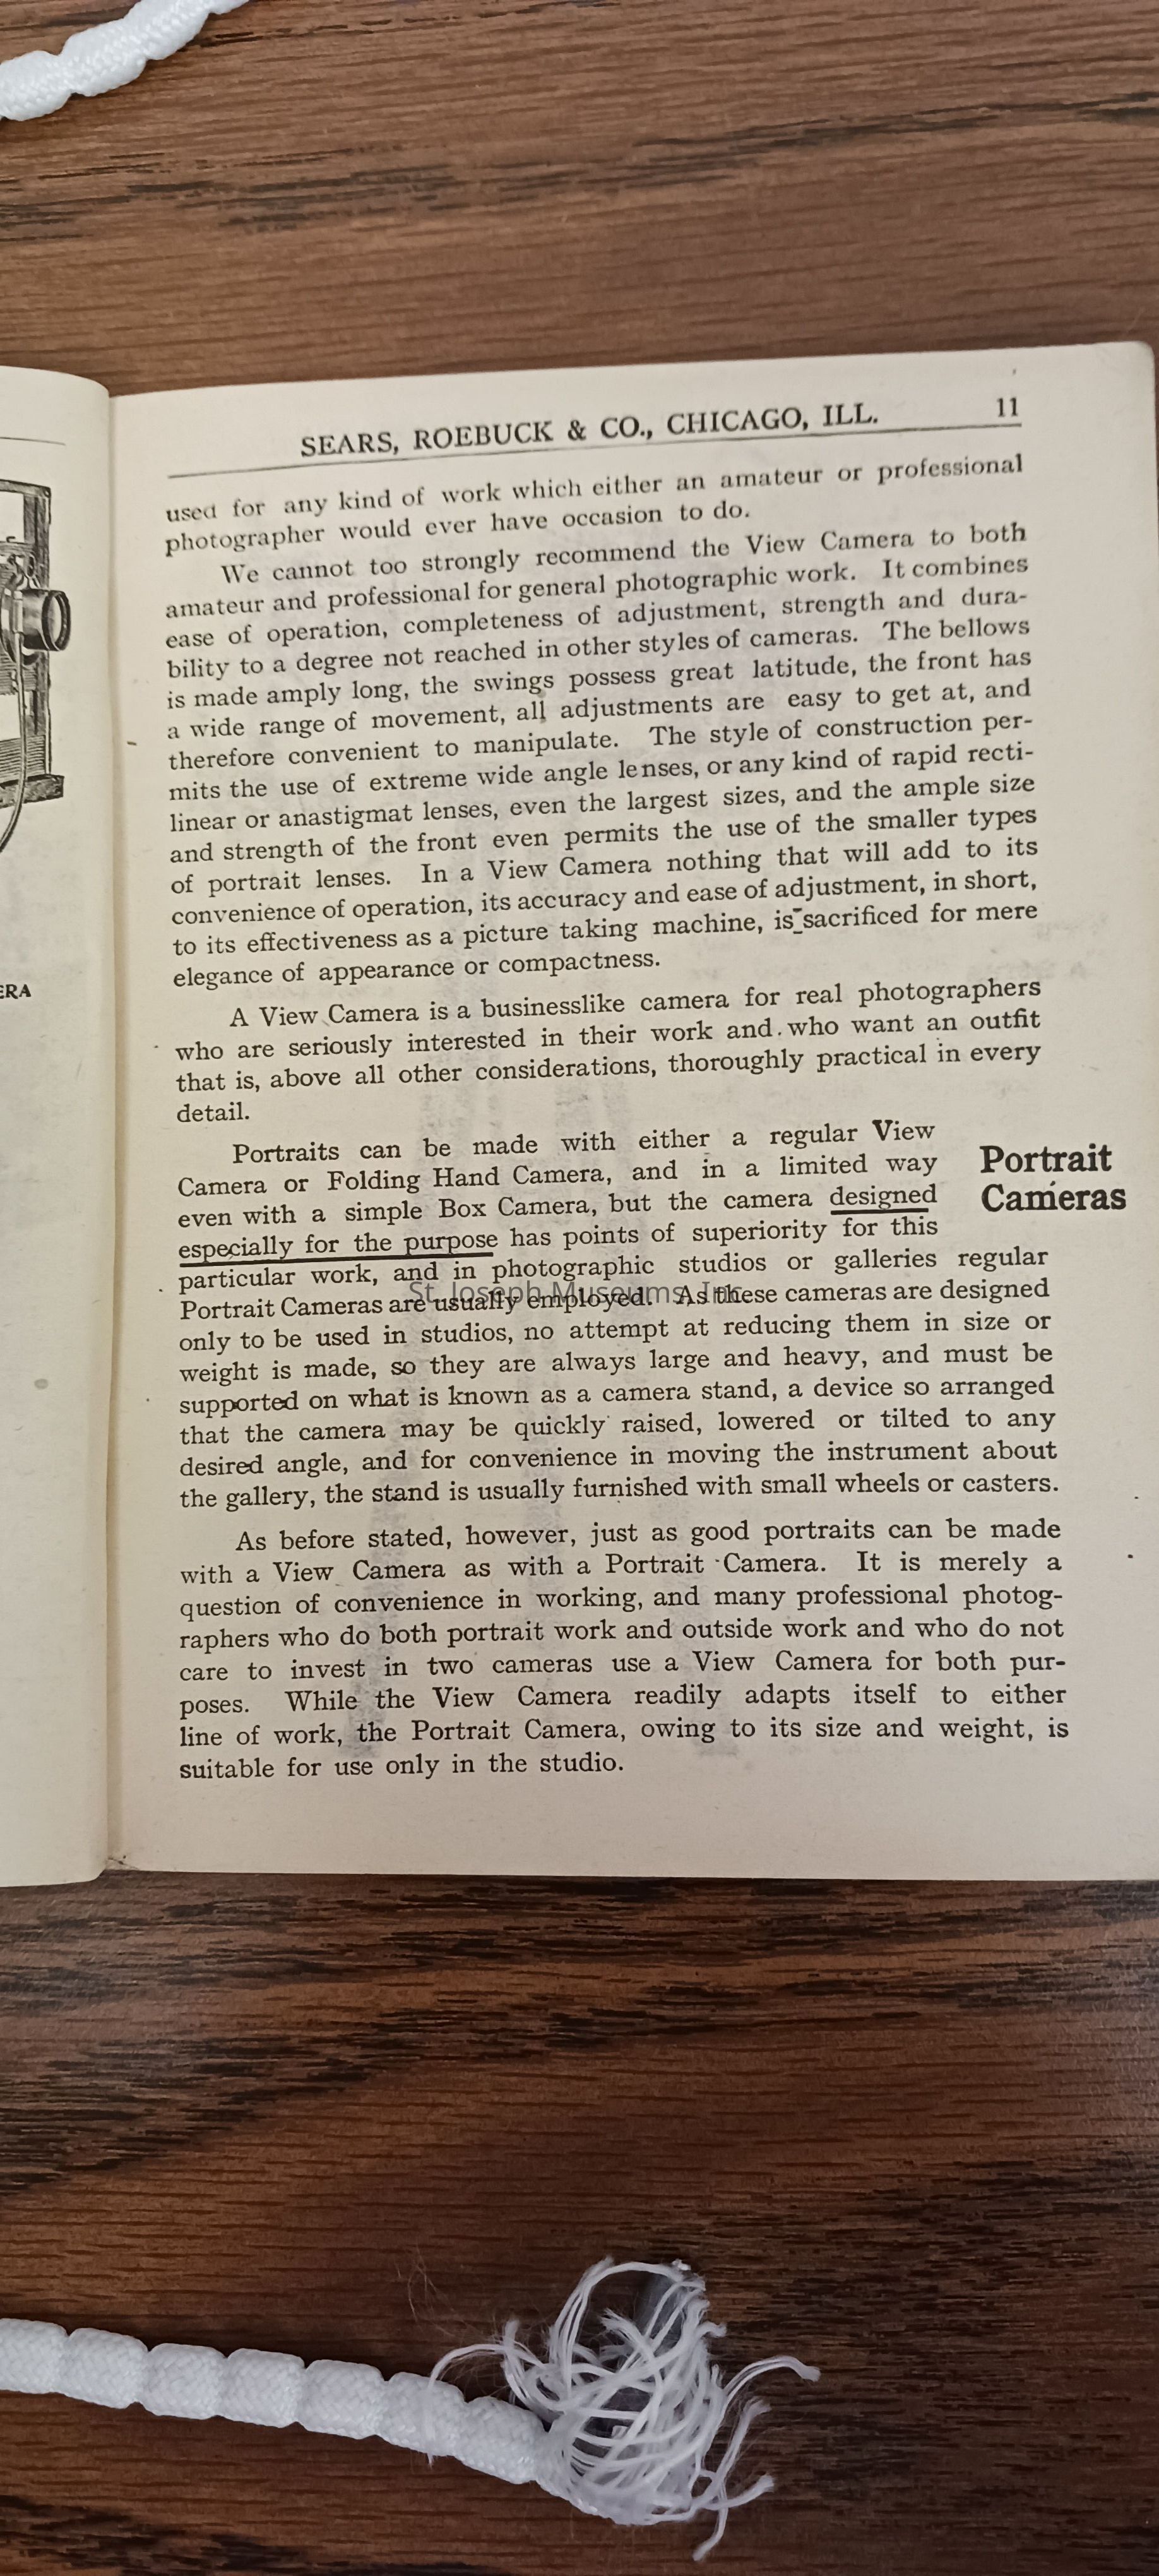 SEARS, ROEBUCK & CO., CHICAGO, ILL. 11
used for any kind of work which either an amateur or professional
photographer would ever have occasion to do.
We cannot too strongly recommend the View Camera to both
amateur and professional for general photographic work. It combines
ease of operation, completeness of adjustment, strength and dura-
bility to a degree not reached in other styles of cameras. The bellows
is made amply long, the swings possess great latitude, the front has
a wide range of movement, all adjustments are easy to get at, and
therefore convenient to manipulate. The style of construction per-
mits the use of extreme wide angle lenses, or any kind of rapid recti-
linear or anastigmat lenses, even the largest sizes, and the ample size
and strength of the front even permits the use of the smaller types
of portrait lenses. In a View Camera nothing that will add to its
convenience of operation, its accuracy and ease of adjustment, in short,
to its effectiveness as a picture taking machine, is sacrificed for mere
elegance of appearance or compactness.
ERA
A View Camera is a businesslike camera for real photographers
who are seriously interested in their work and who want an outfit
that is, above all other considerations, thoroughly practical in every
detail.
Portrait
Cameras
Portraits can be made with either a regular View
Camera or Folding Hand Camera, and in a limited way
even with a simple Box Camera, but the camera designed
especially for the purpose has points of superiority for this
particular work, and in photographic studios or galleries regular
Portrait Cameras are usually employed. As these cameras are designed
St. Joseph Museums, Inc.
only to be used in studios, no attempt at reducing them in size or
weight is made, so they are always large and heavy, and must be
supported on what is known as a camera stand, a device so arranged
that the camera may be quickly raised, lowered or tilted to any
desired angle, and for convenience in moving the instrument about
the gallery, the stand is usually furnished with small wheels or casters.
As before stated, however, just as good portraits can be made
with a View Camera as with a Portrait Camera. It is merely a
question of convenience in working, and many professional photog-
raphers who do both portrait work and outside work and who do not
care to invest in two cameras use a View Camera for both pur-
poses. While the View Camera readily adapts itself to either
line of work, the Portrait Camera, owing to its size and weight, is
suitable for use only in the studio.